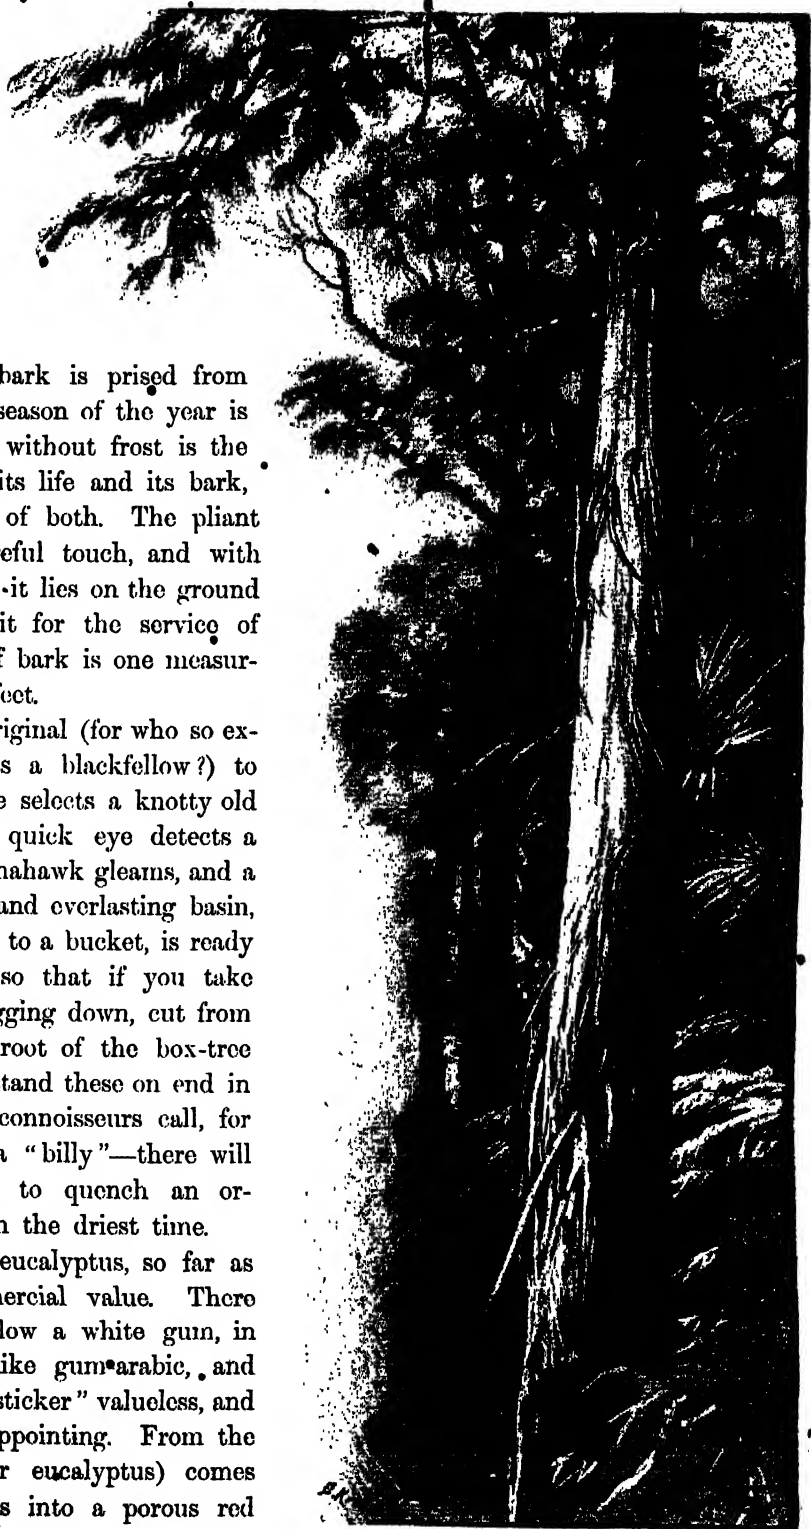 bark is prised from
season of the year is
without frost is the
its life and its bark,
of both. The pliant
eful touch, and with
it lies on the ground
it for the service of
f bark is one measur-
eet.
riginal (for who so ex-
s a blackfellow?) to
e selects a knotty old
quick eye detects a
nahawk gleams, and a
and everlasting basin,
to a bucket, is ready
so that if you take
gging down, cut from
root of the box-tree
tand these on end in
connoisseurs call, for
a "billy"—there will
to quench an or-
n the driest time.
eucalyptus, so far as
nercial value. There
low a white gum, in
ike gum arabic, and
sticker" valueless, and
ppointing. From the
r eucalyptus) comes
s into a porous red